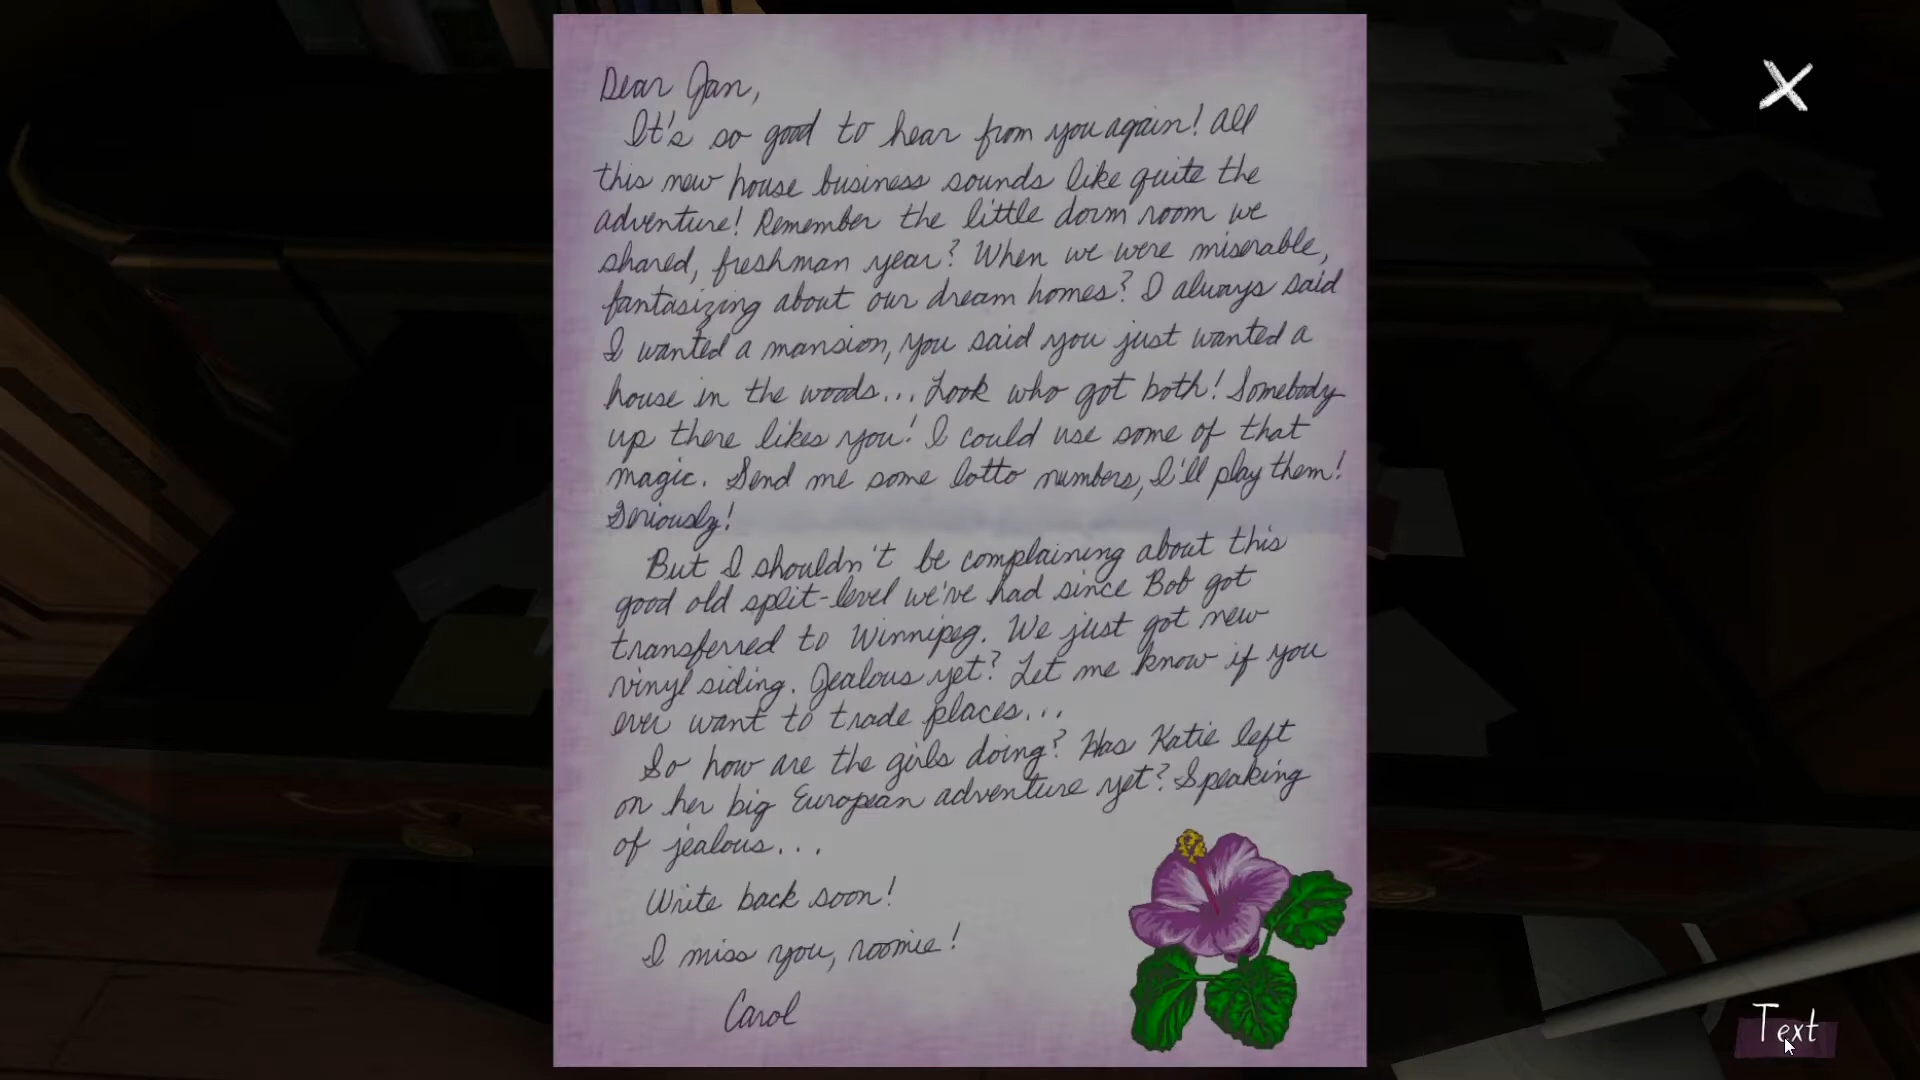 Dear Jan,
It's so good to hear from you again! All
this new house business sounds like quite the
adventure! Remember the little dorm room we
shared, freshman year? When we were miserable,
fantasizing about our dream homes? I always said
I wanted a mansion, you said you just wanted a
house in the woods... Look who got both! Somebody
up there likes you! I could use some of that
magic. Send me some lotto numbers, I'll play them!
Seriously!
But I shouldn't be complaining about this
good old split-level we've had since Bob got
transferred to Winnipeg. We just got new
vinyl siding. Jealous yet? Let me know if you
ever want to trade places...
So how are the girls doing? Has Katie left
on her big European adventure yet? Speaking
of jealous...
Write back soon!
I miss you, roomie!
Carol
Text